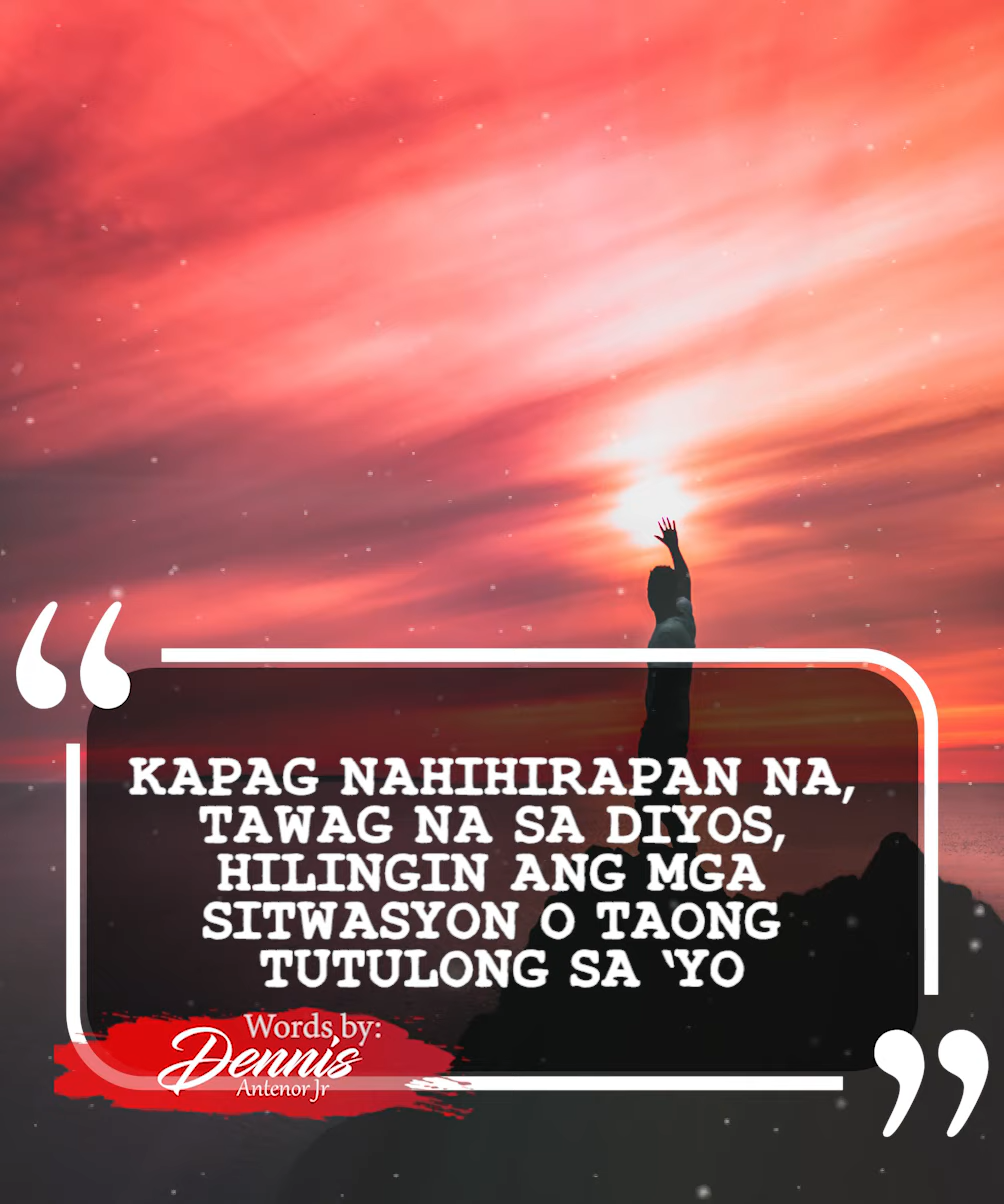 “
KAPAG NAHIHIRAPAN NA,
TAWAG NA SA DIYOS,
HILINGIN ANG MGA
SITWASYON O TAONG
TUTULONG SA ‘YO
Words by:
Dennis
Antenor Jr
”